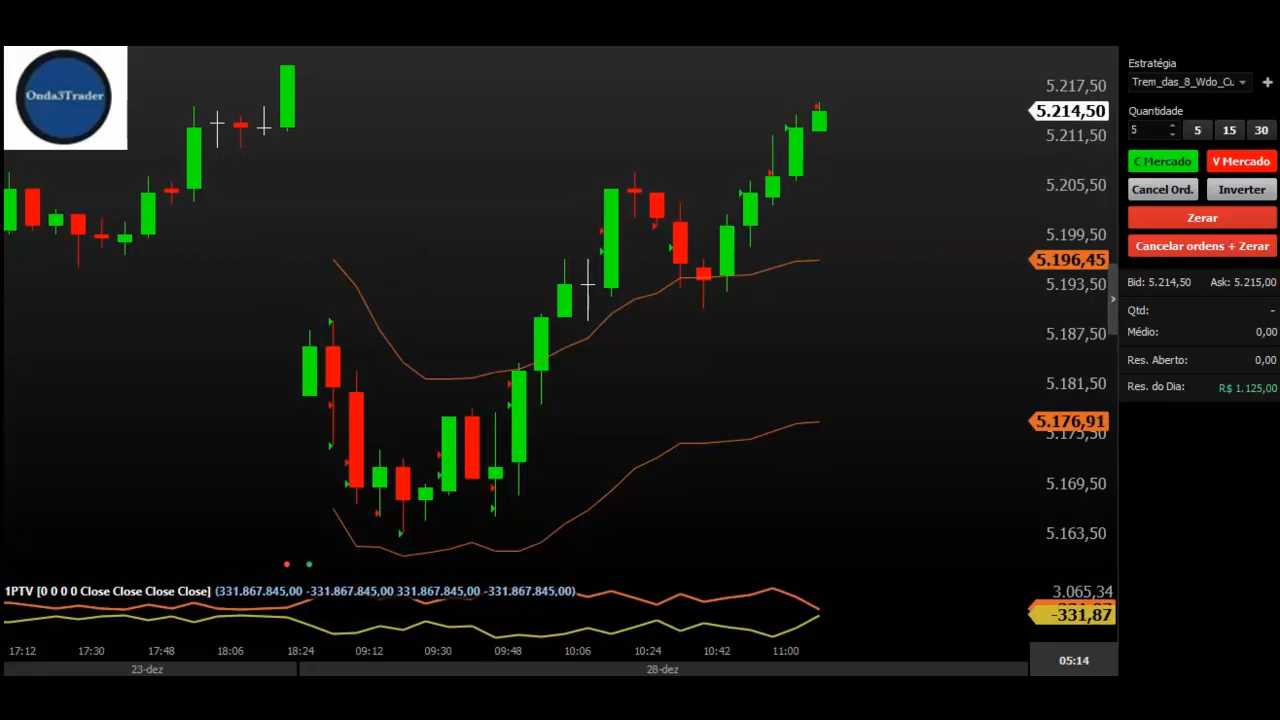 Onda3Trader
5.217,50
5.214,50
5.211,50
5.205,50
5.199,50
5.196,45
5.193,50
5.187,50
5.181,50
5.176,91
5.175,50
5.169,50
5.163,50
1PTV [0 0 0 0 Close Close Close Close] (331.867.845,00 -331.867.845,00 331.867.845,00 -331.867.845,00)
3.065,34
-331,87
17:12 17:30 17:48 18:06 18:24 09:12 09:30 09:48 10:06 10:24 10:42 11:00
23-dez 28-dez
05:14
Estratégia
Trem_das_8_Wdo_Cu
Quantidade
5 5 15 30
C Mercado V Mercado
Cancel Ord. Inverter
Zerar
Cancelar ordens + Zerar
Bid: 5.214,50 Ask: 5.215,00
Qtd: -
Médio: 0,00
Res. Aberto: 0,00
Res. do Dia: R$ 1.125,00